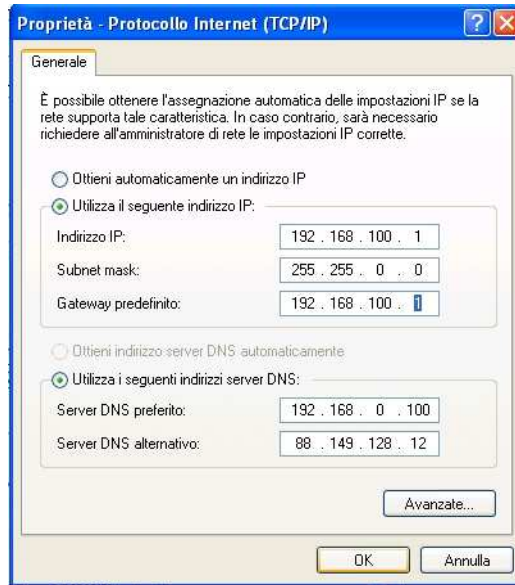 Proprietà - Protocollo Internet (TCP/IP)
Generale
È possibile ottenere l'assegnazione automatica delle impostazioni IP se la
rete supporta tale caratteristica. In caso contrario, sarà necessario
richiedere all'amministratore di rete le impostazioni IP corrette.
Ottieni automaticamente un indirizzo IP
Utilizza il seguente indirizzo IP:
Indirizzo IP: 192 . 168 . 100 . 1
Subnet mask: 255 . 255 . 0 . 0
Gateway predefinito: 192 . 168 . 100 . 1
Ottieni indirizzo server DNS automaticamente
Utilizza i seguenti indirizzi server DNS:
Server DNS preferito: 192 . 168 . 0 . 100
Server DNS alternativo: 88 . 149 . 128 . 12
Avanzate...
OK Annulla